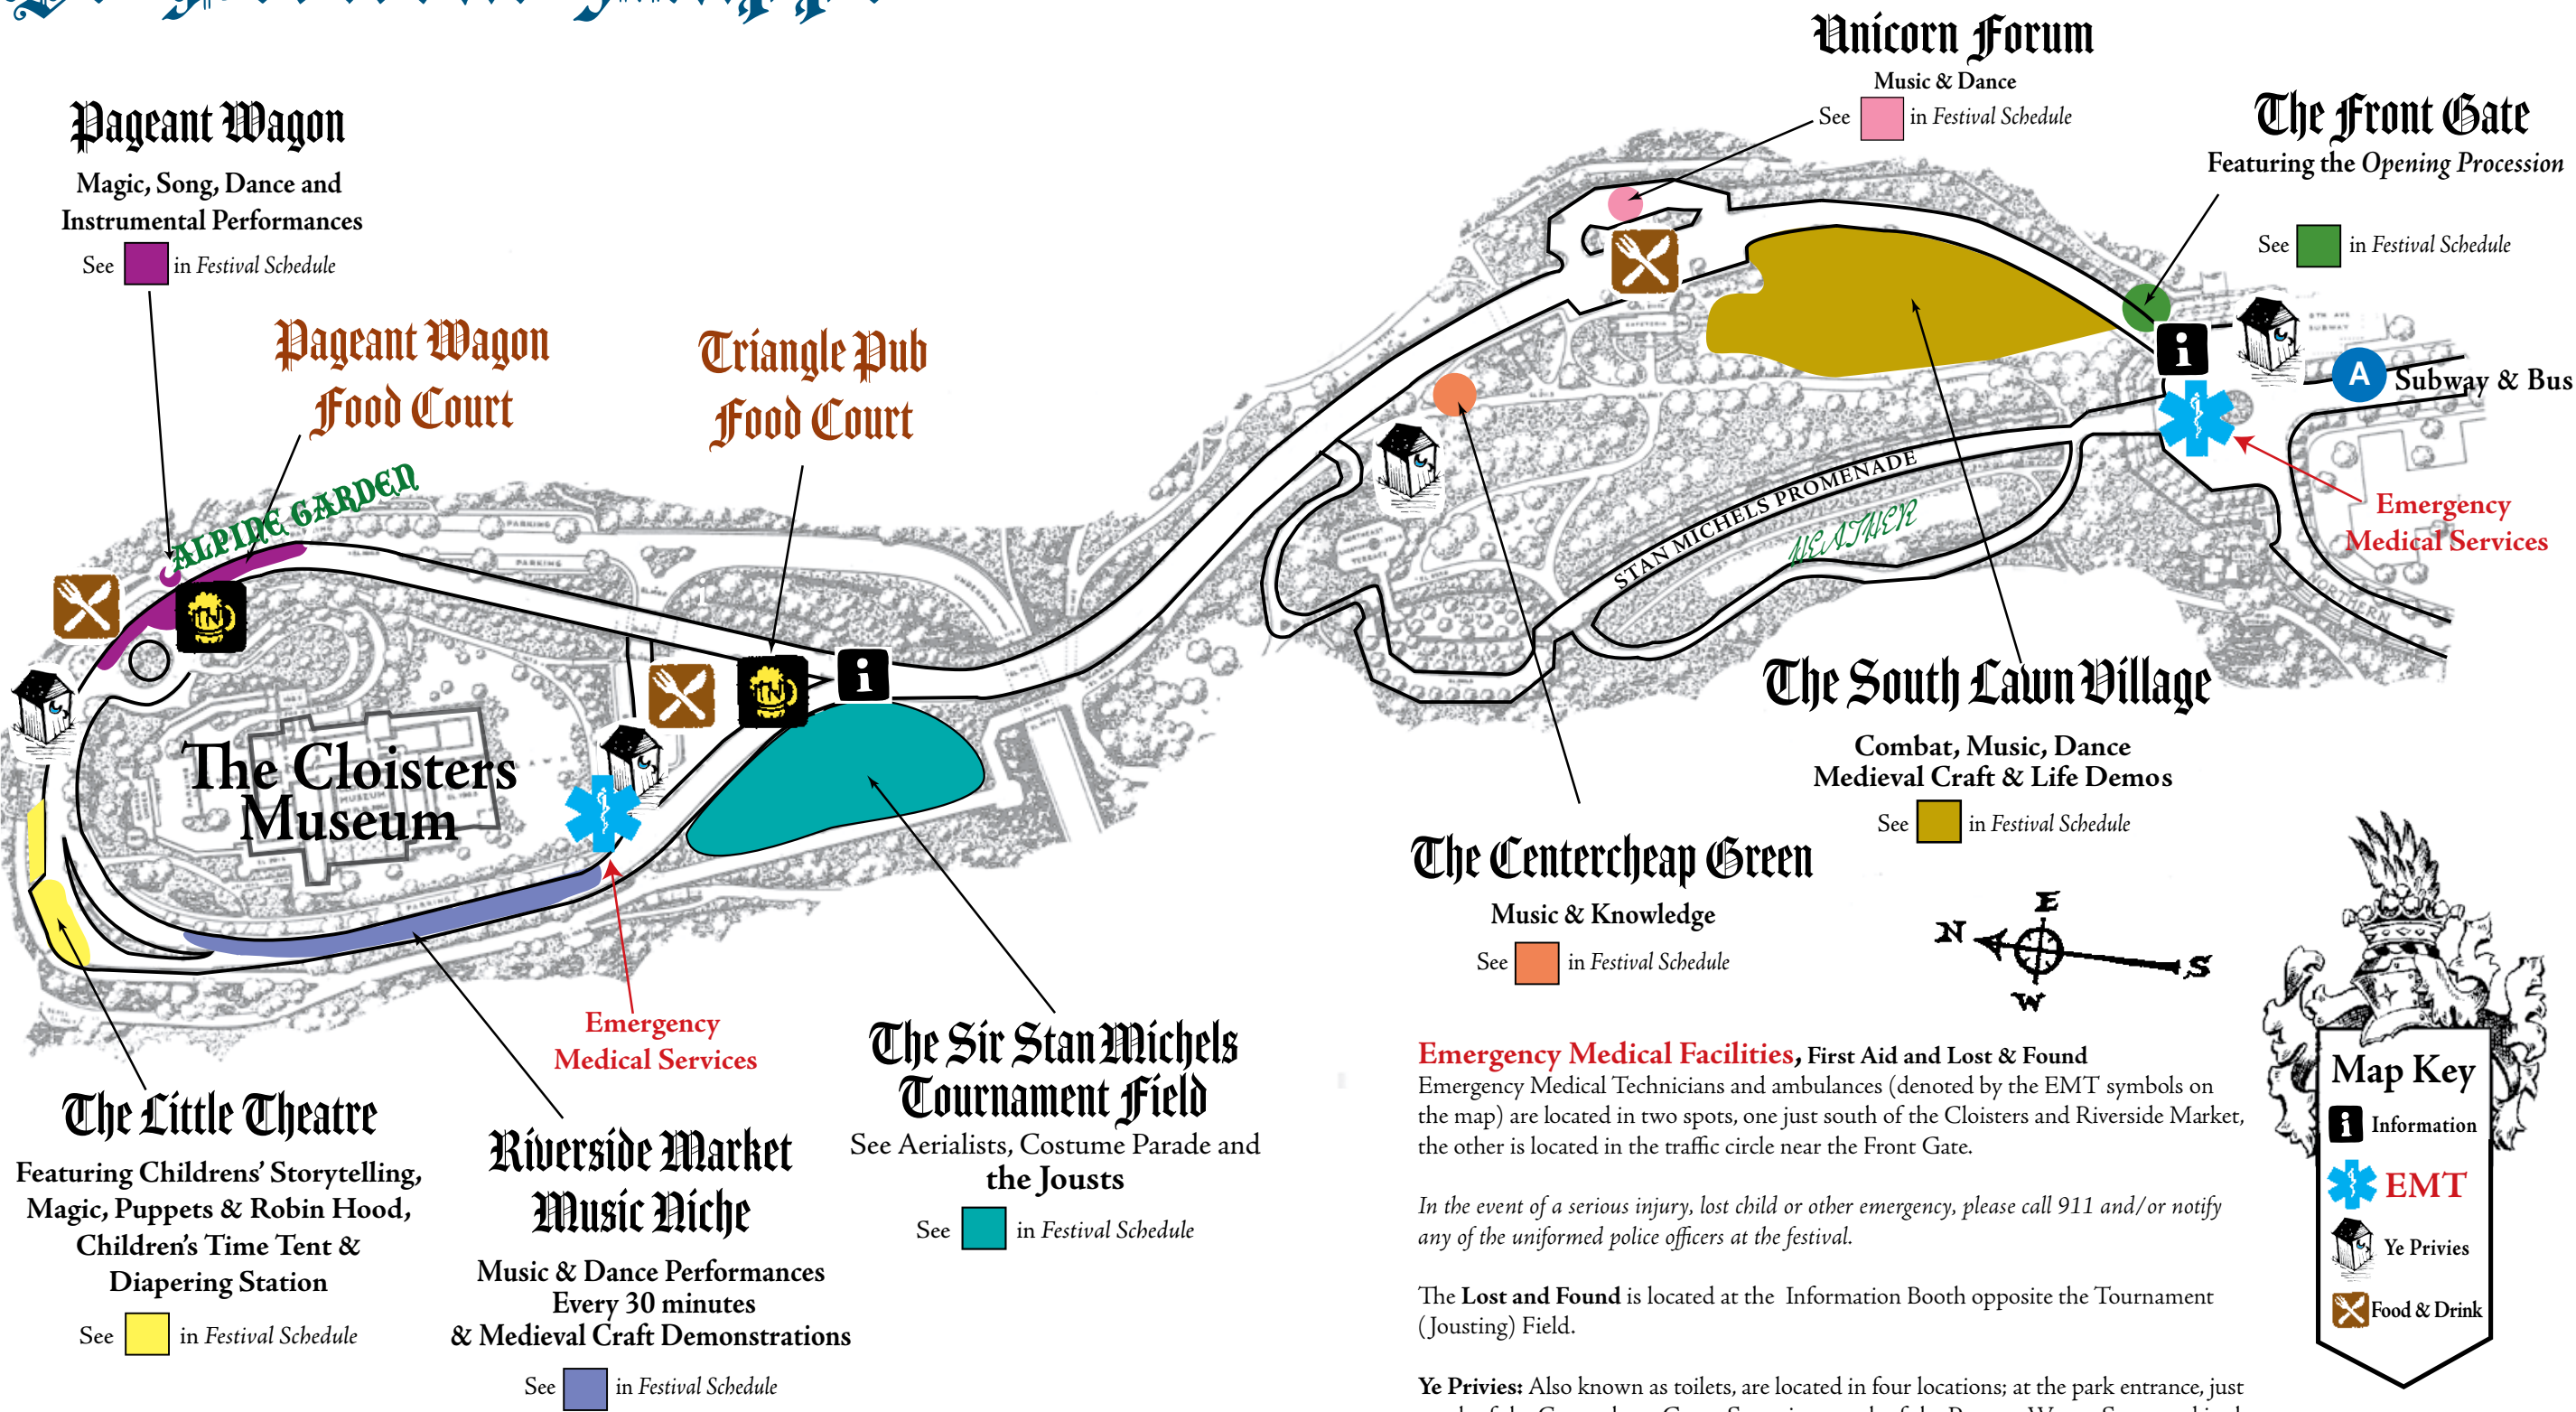 Unicorn Forum
Music & Dance
See in Festival Schedule
The Front Gate
Featuring the Opening Procession
See in Festival Schedule
Pageant Wagon
Magic, Song, Dance and
Instrumental Performances
See in Festival Schedule
Pageant Wagon
Food Court
Triangle Pub
Food Court
ALPINE GARDEN
PARKING
PARKING
A
Subway & Bus
8TH AVE
SUBWAY
CAFETERIA
STAN MICHELS PROMENADE
HEATHER
Emergency
Medical Services
The Cloisters
Museum
MUSEUM
PARKING
The South Lawn Village
Combat, Music, Dance
Medieval Craft & Life Demos
See in Festival Schedule
The Centercheap Green
Music & Knowledge
See in Festival Schedule
E
N
S
W
Emergency
Medical Services
The Sir Stan Michels
Tournament Field
See Aerialists, Costume Parade and
the Jousts
See in Festival Schedule
The Little Theatre
Featuring Childrens' Storytelling,
Magic, Puppets & Robin Hood,
Children's Time Tent &
Diapering Station
See in Festival Schedule
Riverside Market
Music Niche
Music & Dance Performances
Every 30 minutes
& Medieval Craft Demonstrations
See in Festival Schedule
Emergency Medical Facilities, First Aid and Lost & Found
Emergency Medical Technicians and ambulances (denoted by the EMT symbols on
the map) are located in two spots, one just south of the Cloisters and Riverside Market,
the other is located in the traffic circle near the Front Gate.
In the event of a serious injury, lost child or other emergency, please call 911 and/or notify
any of the uniformed police officers at the festival.
The Lost and Found is located at the Information Booth opposite the Tournament
(Jousting) Field.
Ye Privies: Also known as toilets, are located in four locations; at the park entrance, just
Map Key
Information
EMT
Ye Privies
Food & Drink